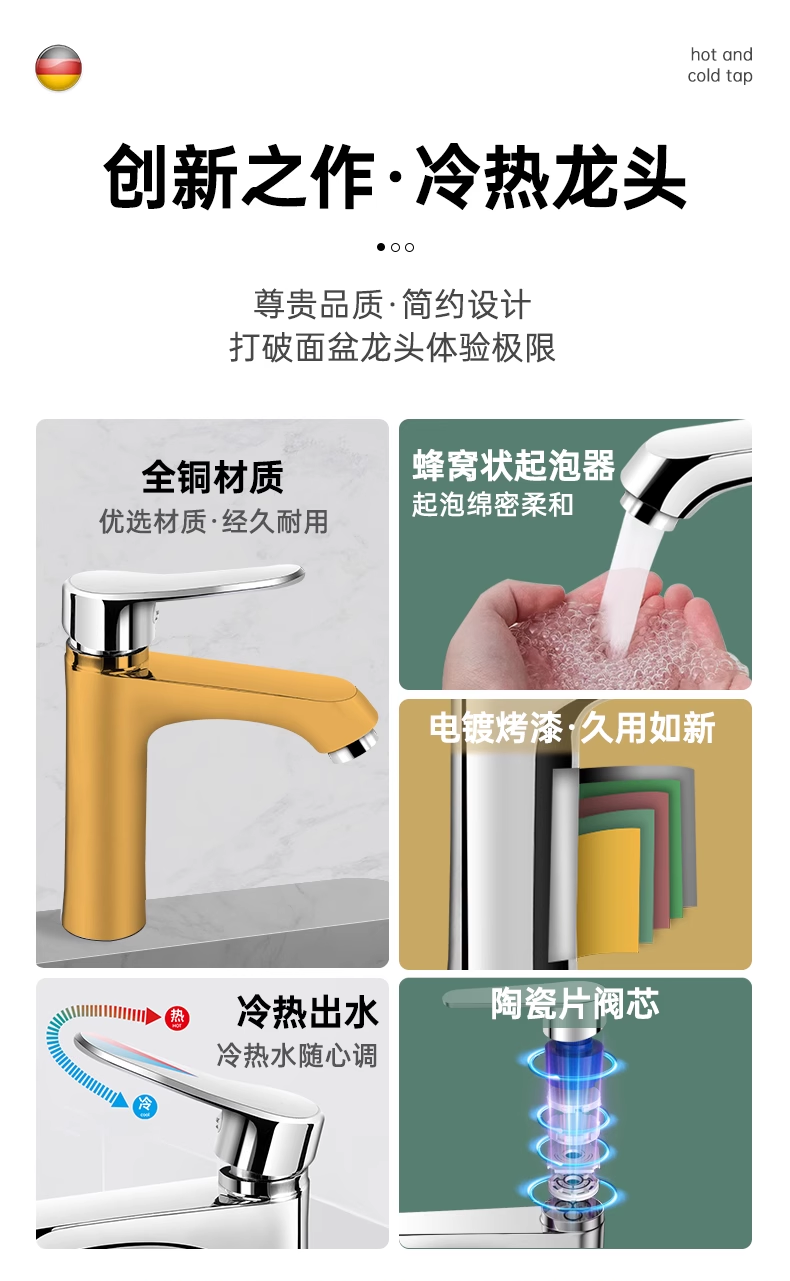 hot and
cold tap
创新之作·冷热龙头
尊贵品质·简约设计
打破面盆龙头体验极限
全铜材质
优选材质·经久耐用
蜂窝状起泡器
起泡绵密柔和
电镀烤漆·久用如新
冷热出水
冷热水随心调
热
HOT
冷
cool
陶瓷片阀芯